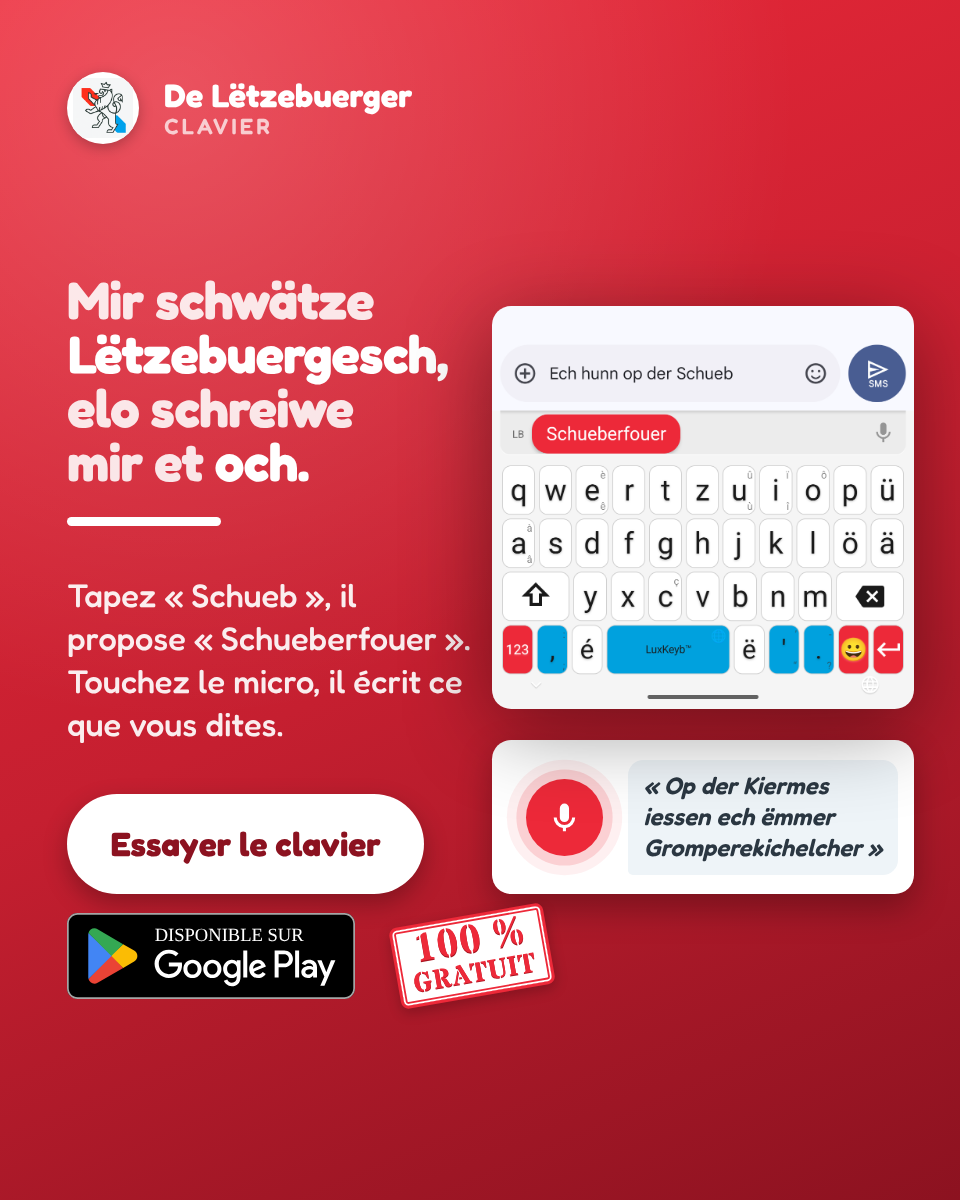 De Lëtzebuerger
CLAVIER
Mir schwätze
Lëtzebuergesch,
elo schreiwe
mir et och.
Tapez « Schueb », il
propose « Schueberfouer ».
Touchez le micro, il écrit ce
que vous dites.
Essayer le clavier
DISPONIBLE SUR
Google Play
100 %
GRATUIT
Ech hunn op der Schueb
SMS
LB Schueberfouer
q w e r t z u i o p ü
è ê û ù ï î ô
a s d f g h j k l ö ä
à â
y x c v b n m
ç
123 , é LuxKeyb™ ë ' .
« Op der Kiermes
iessen ech ëmmer
Gromperekichelcher »